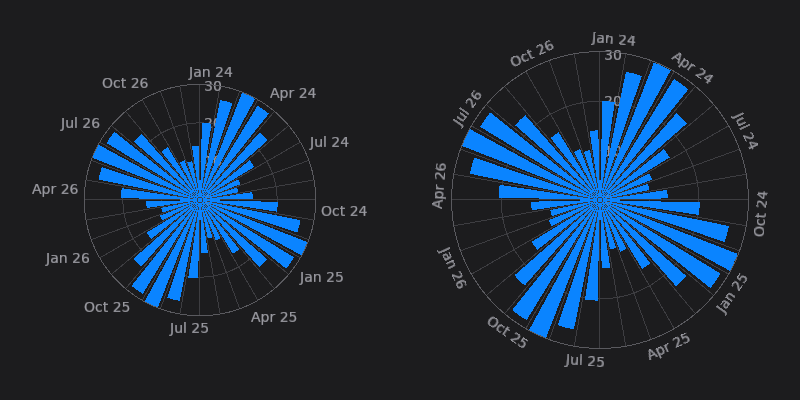 Jan 24
30
20
10
Apr 24
Jul 24
Oct 24
Jan 25
Apr 25
Jul 25
Oct 25
Jan 26
Apr 26
Jul 26
Oct 26
Jan 24
30
20
10
Apr 24
Jul 24
Oct 24
Jan 25
Apr 25
Jul 25
Oct 25
Jan 26
Apr 26
Jul 26
Oct 26